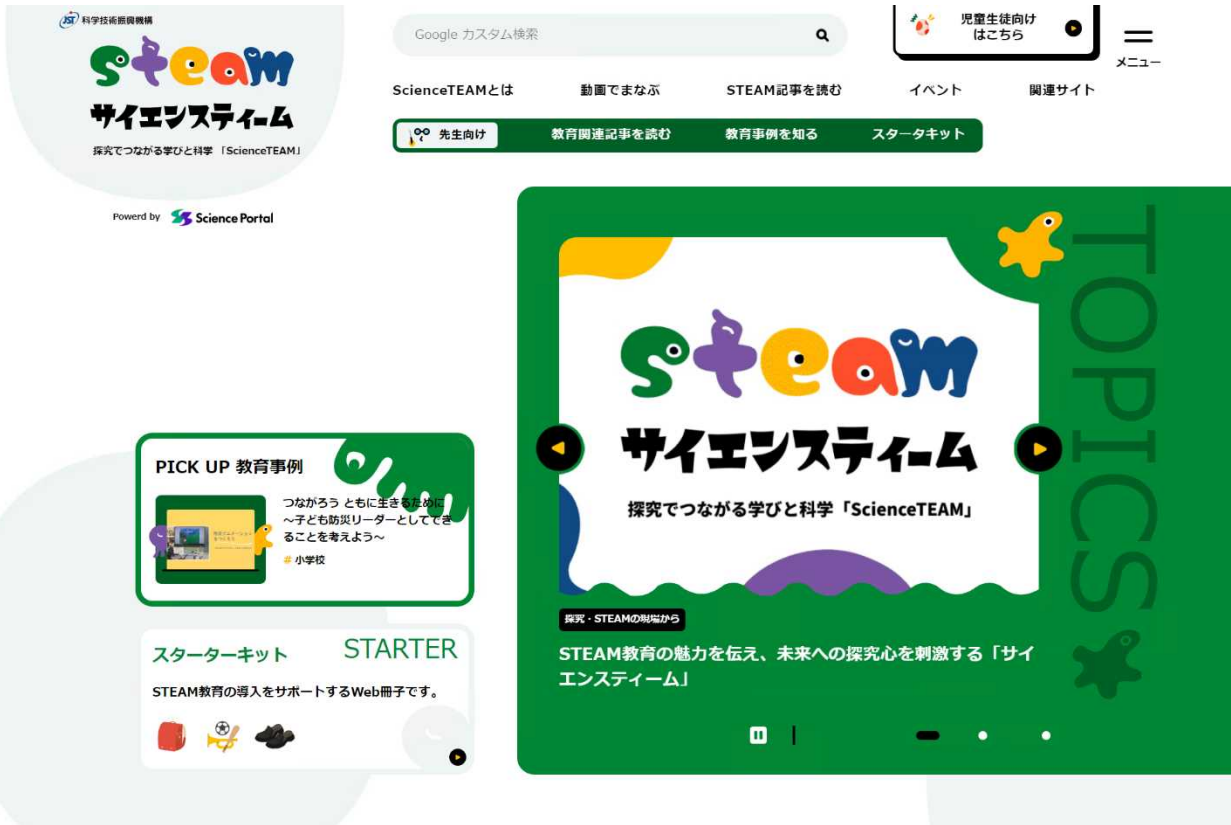 JST 科学技術振興機構
steam
サイエンスティーム
探究でつながる学びと科学 「ScienceTEAM」
Powerd by Science Portal
Google カスタム検索
児童生徒向け
はこちら
メニュー
ScienceTEAMとは 動画でまなぶ STEAM記事を読む イベント 関連サイト
先生向け 教育関連記事を読む 教育事例を知る スタータキット
TOPICS
steam
サイエンスティーム
探究でつながる学びと科学「ScienceTEAM」
探究・STEAMの現場から
STEAM教育の魅力を伝え、未来への探究心を刺激する「サイ
エンスティーム」
PICK UP 教育事例
つながろう ともに生きるために
～子ども防災リーダーとしてでき
ることを考えよう～
# 小学校
スターターキット STARTER
STEAM教育の導入をサポートするWeb冊子です。